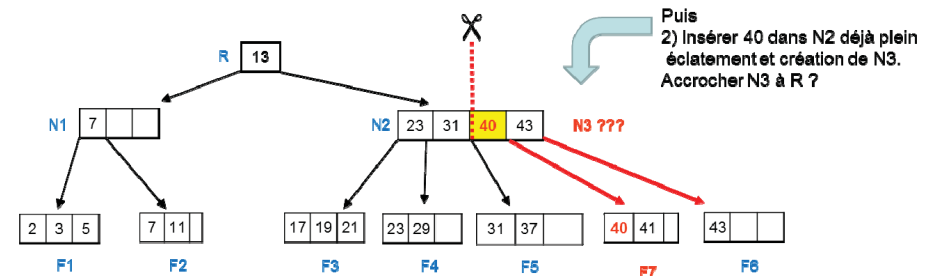 Puis
2) Insérer 40 dans N2 déjà plein
éclatement et création de N3.
Accrocher N3 à R ?
R 13
N1 7
N2 23 31 40 43 N3 ???
2 3 5
7 11
17 19 21
23 29
31 37
40 41
43
F1 F2 F3 F4 F5 F7 F6